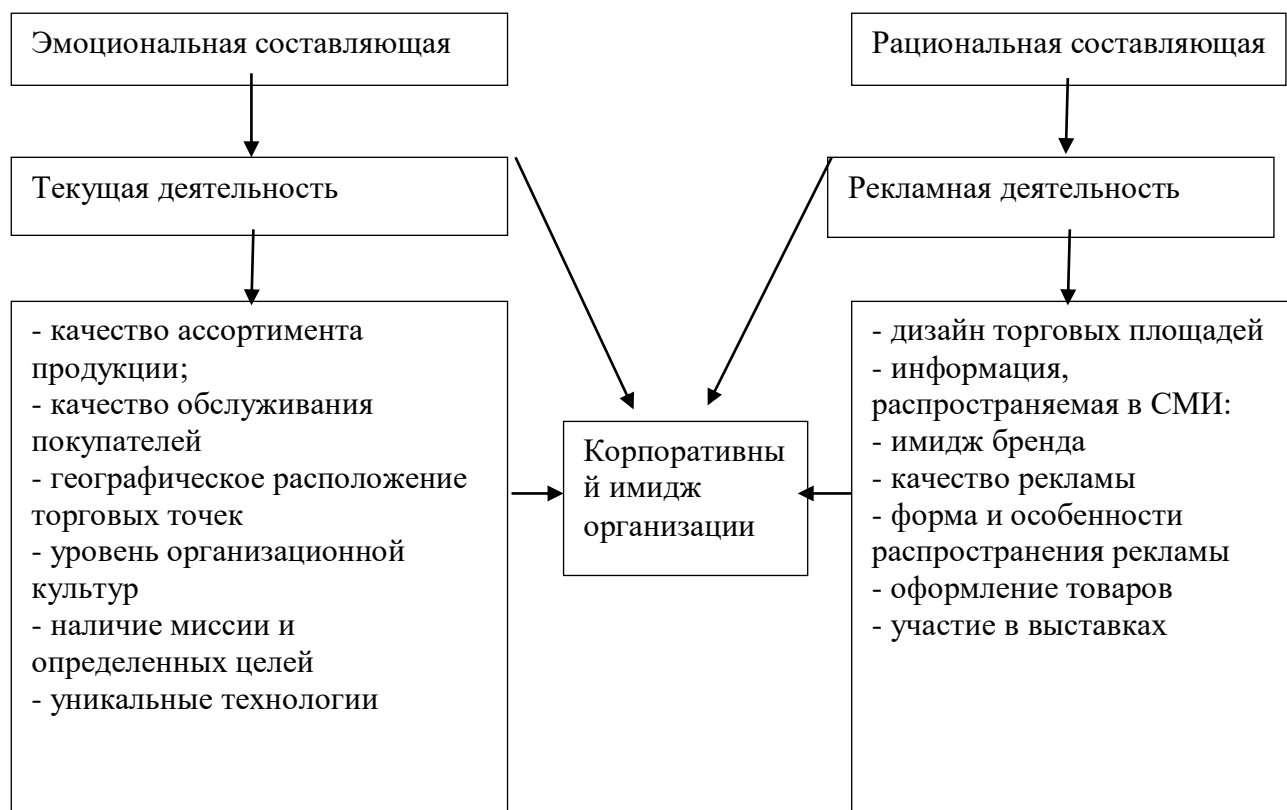 Эмоциональная составляющая
Рациональная составляющая
Текущая деятельность
Рекламная деятельность
- качество ассортимента
продукции;
- качество обслуживания
покупателей
- географическое расположение
торговых точек
- уровень организационной
культур
- наличие миссии и
определенных целей
- уникальные технологии
Корпоративны
й имидж
организации
- дизайн торговых площадей
- информация,
распространяемая в СМИ:
- имидж бренда
- качество рекламы
- форма и особенности
распространения рекламы
- оформление товаров
- участие в выставках